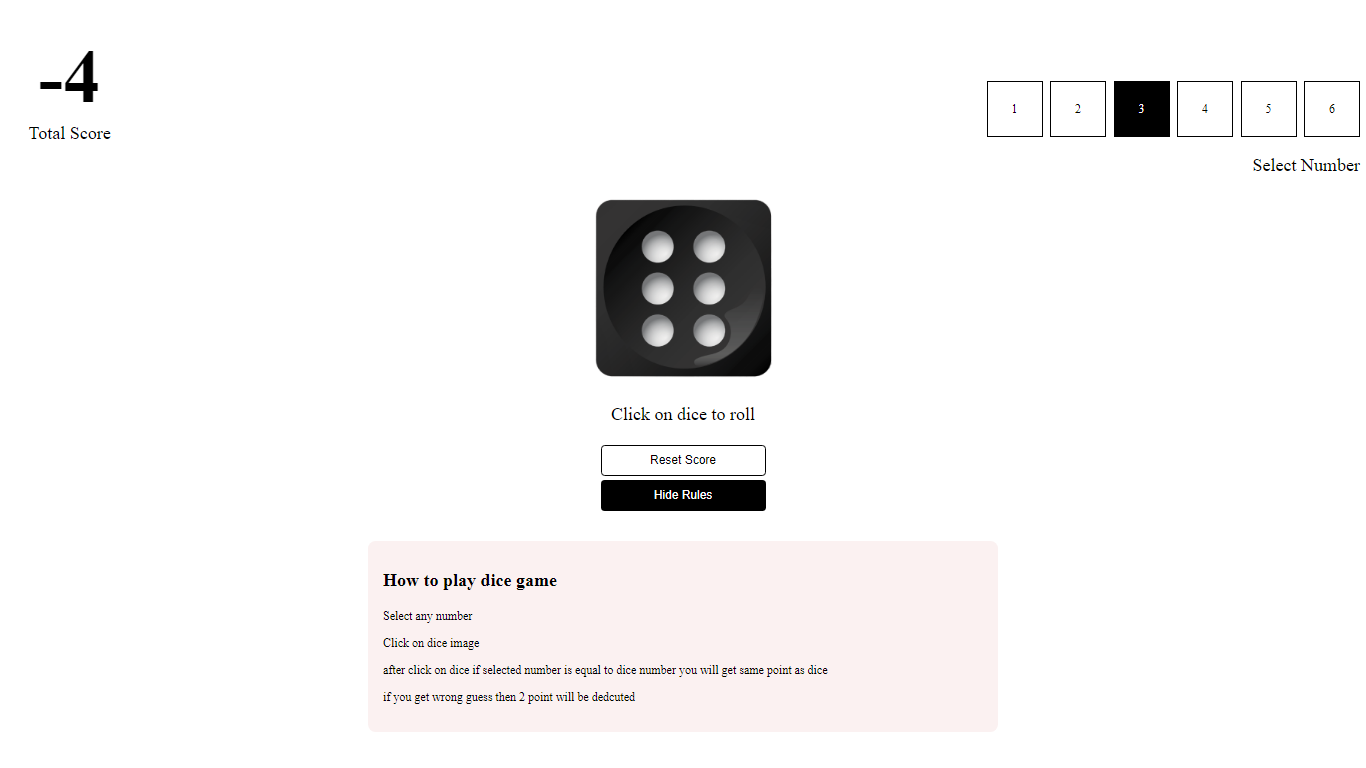 -4
Total Score
1 2 3 4 5 6
Select Number
Click on dice to roll
Reset Score
Hide Rules
How to play dice game
Select any number
Click on dice image
after click on dice if selected number is equal to dice number you will get same point as dice
if you get wrong guess then 2 point will be dedcuted